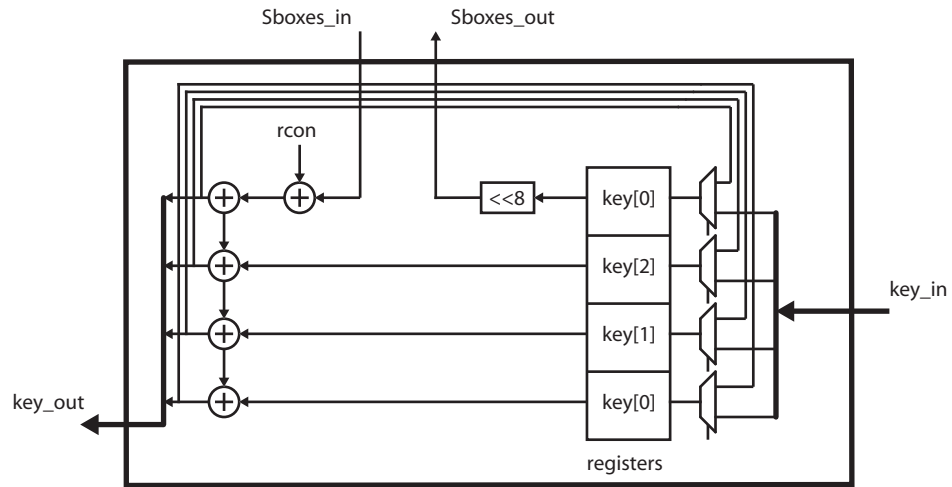 Sboxes_in
Sboxes_out
rcon
<<8
key[0]
key[2]
key_in
key[1]
key_out
key[0]
registers